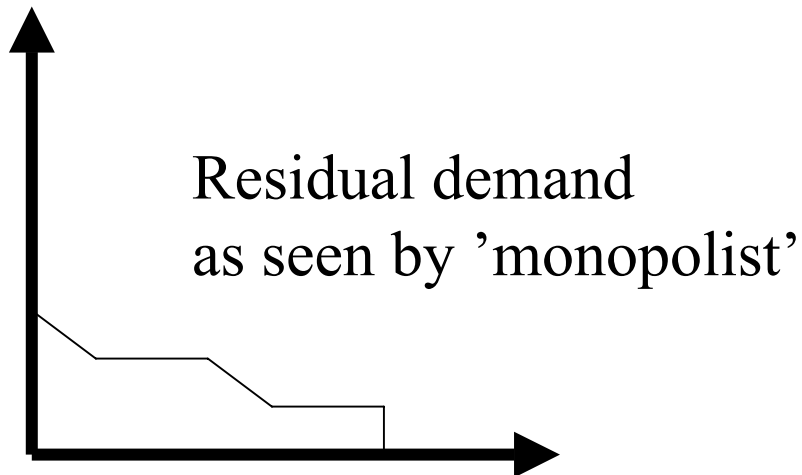 Residual demand
as seen by ’monopolist’